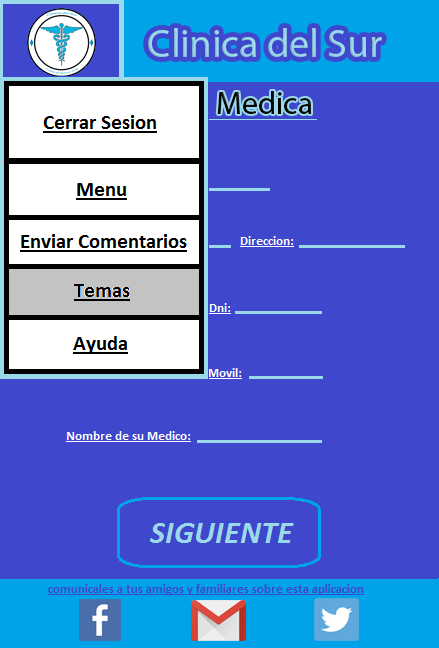 Clinica del Sur
Medica
Cerrar Sesion
Menu
Enviar Comentarios
Direccion:
Temas
Dni:
Ayuda
Movil:
Nombre de su Medico:
SIGUIENTE
comunicales a tus amigos y familiares sobre esta aplicacion